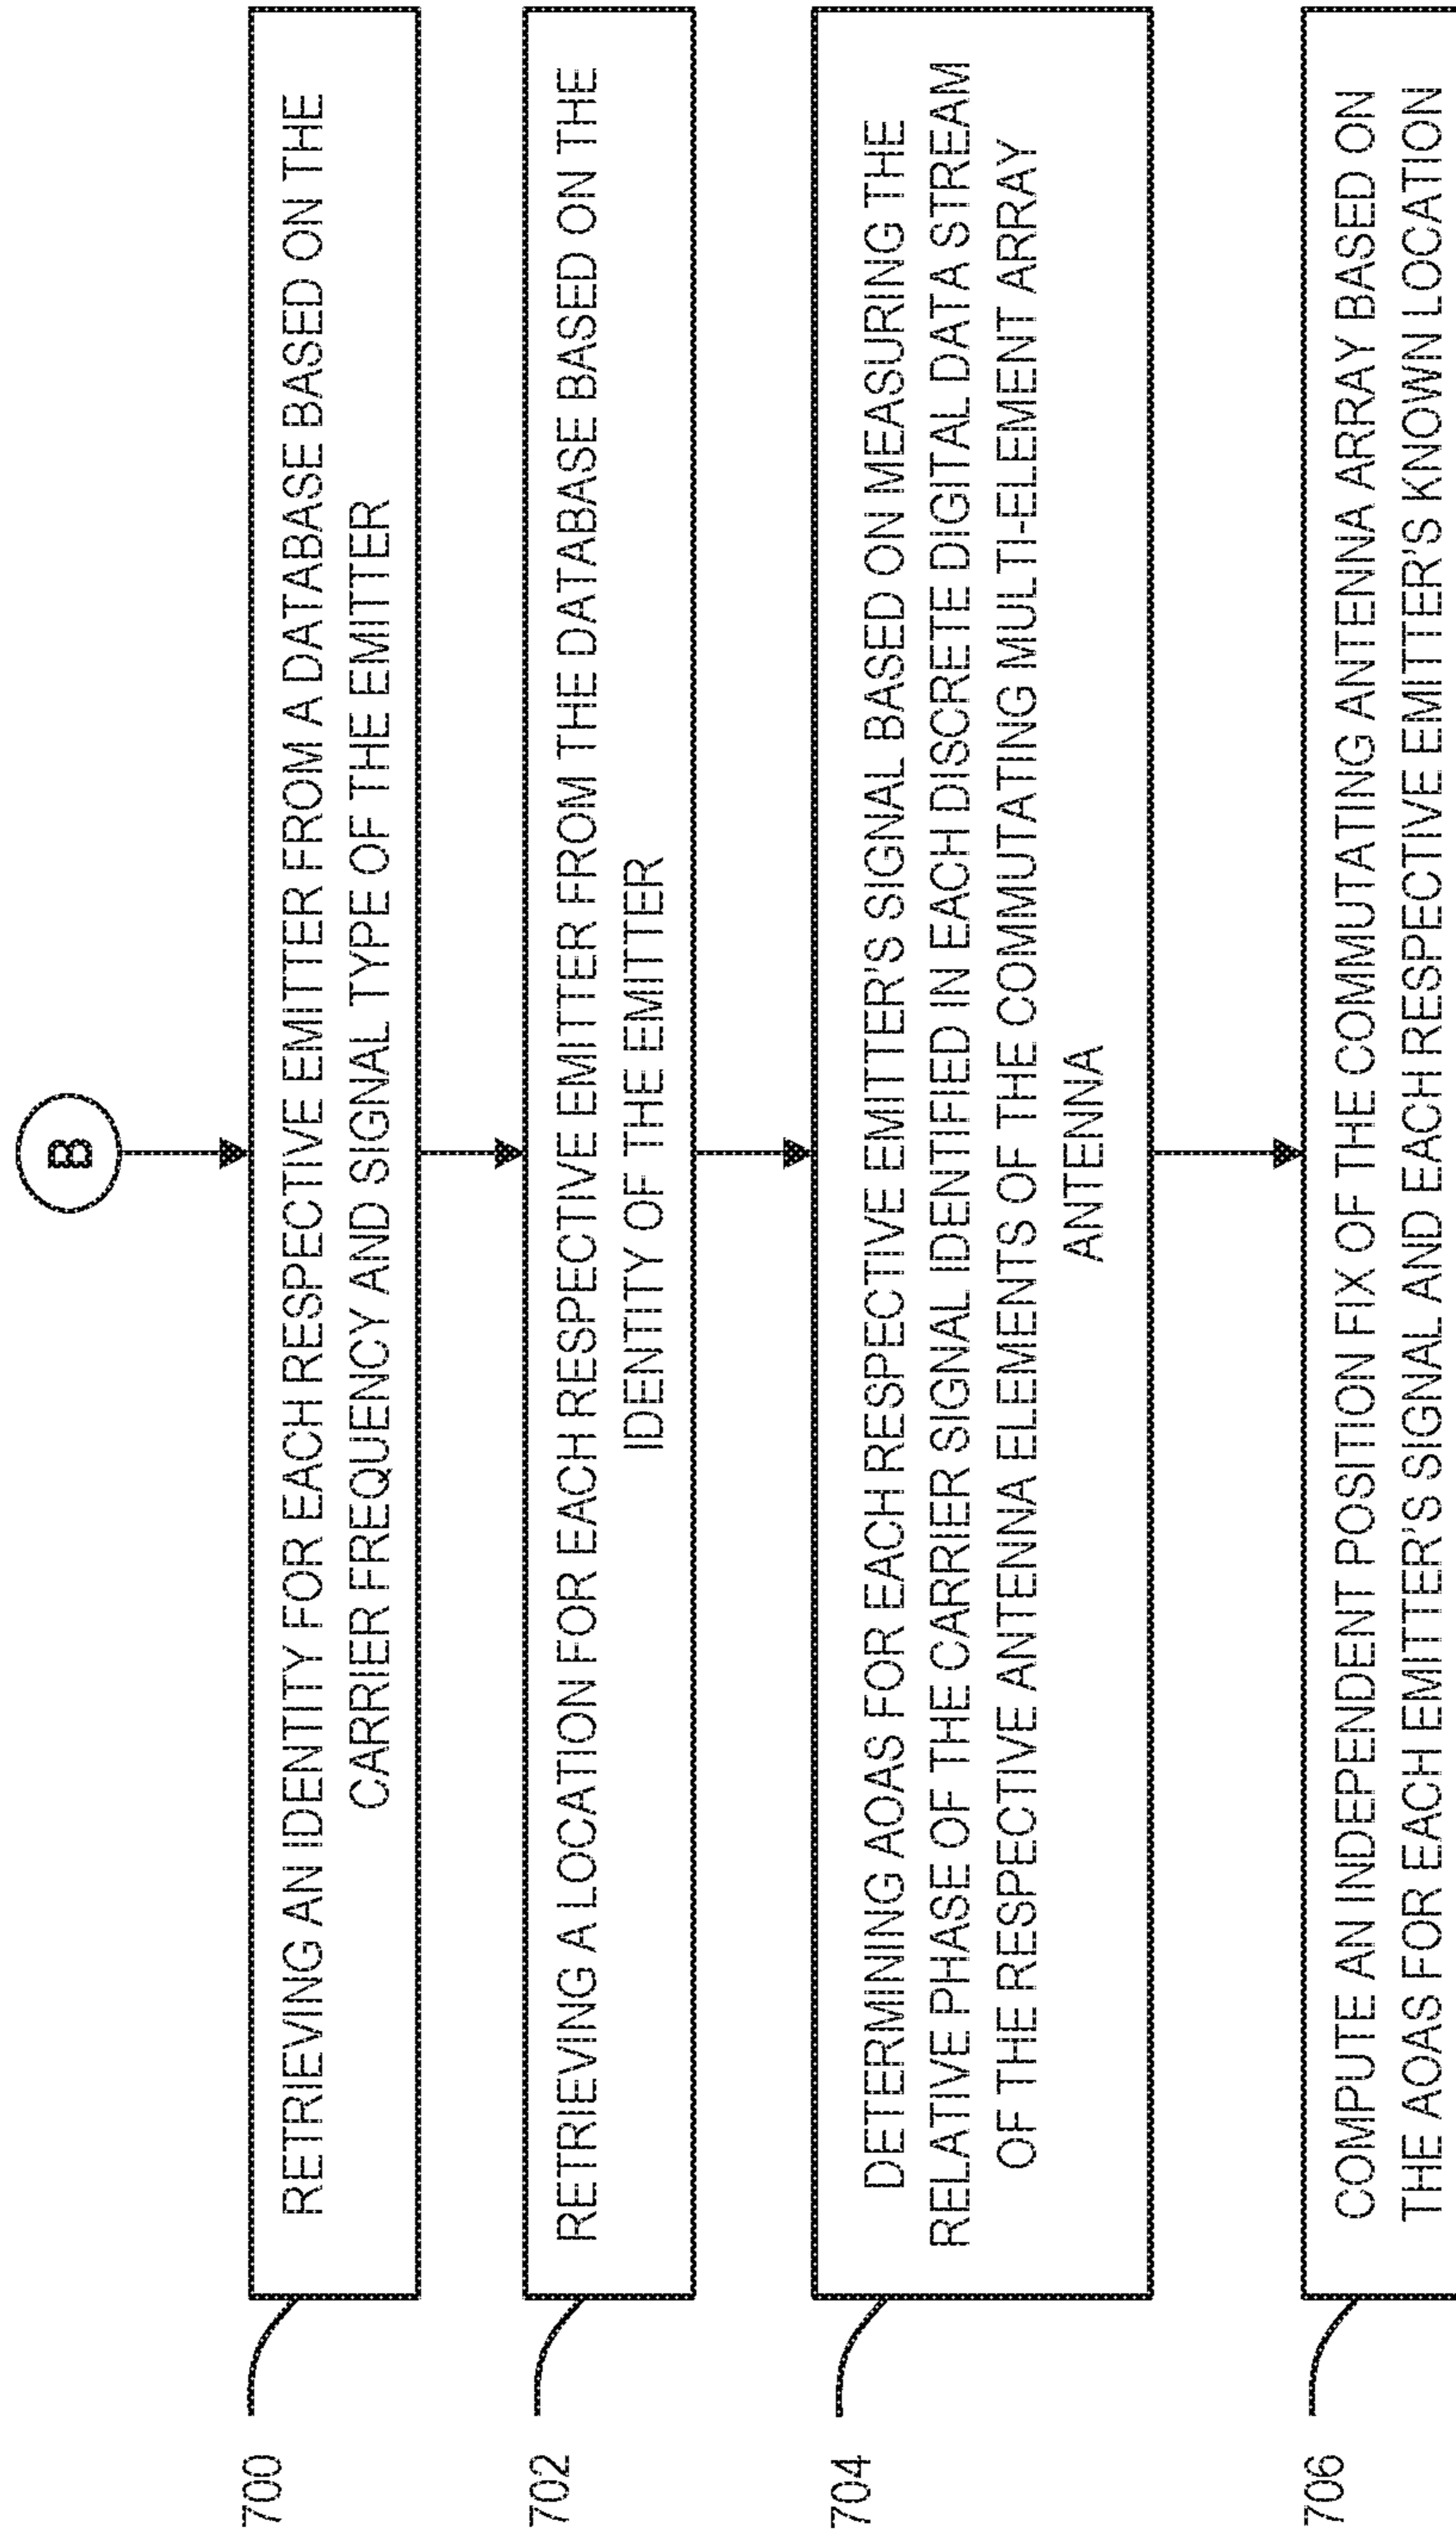 B
700
RETRIEVING AN IDENTITY FOR EACH RESPECTIVE EMITTER FROM A DATABASE BASED ON THE
CARRIER FREQUENCY AND SIGNAL TYPE OF THE EMITTER
702
RETRIEVING A LOCATION FOR EACH RESPECTIVE EMITTER FROM THE DATABASE BASED ON THE
IDENTITY OF THE EMITTER
704
DETERMINING AOAS FOR EACH RESPECTIVE EMITTER'S SIGNAL BASED ON MEASURING THE
RELATIVE PHASE OF THE CARRIER SIGNAL IDENTIFIED IN EACH DISCRETE DIGITAL DATA STREAM
OF THE RESPECTIVE ANTENNA ELEMENTS OF THE COMMUTATING MULTI-ELEMENT ARRAY
ANTENNA
706
COMPUTE AN INDEPENDENT POSITION FIX OF THE COMMUTATING ANTENNA ARRAY BASED ON
THE AOAS FOR EACH EMITTER'S SIGNAL AND EACH RESPECTIVE EMITTER'S KNOWN LOCATION